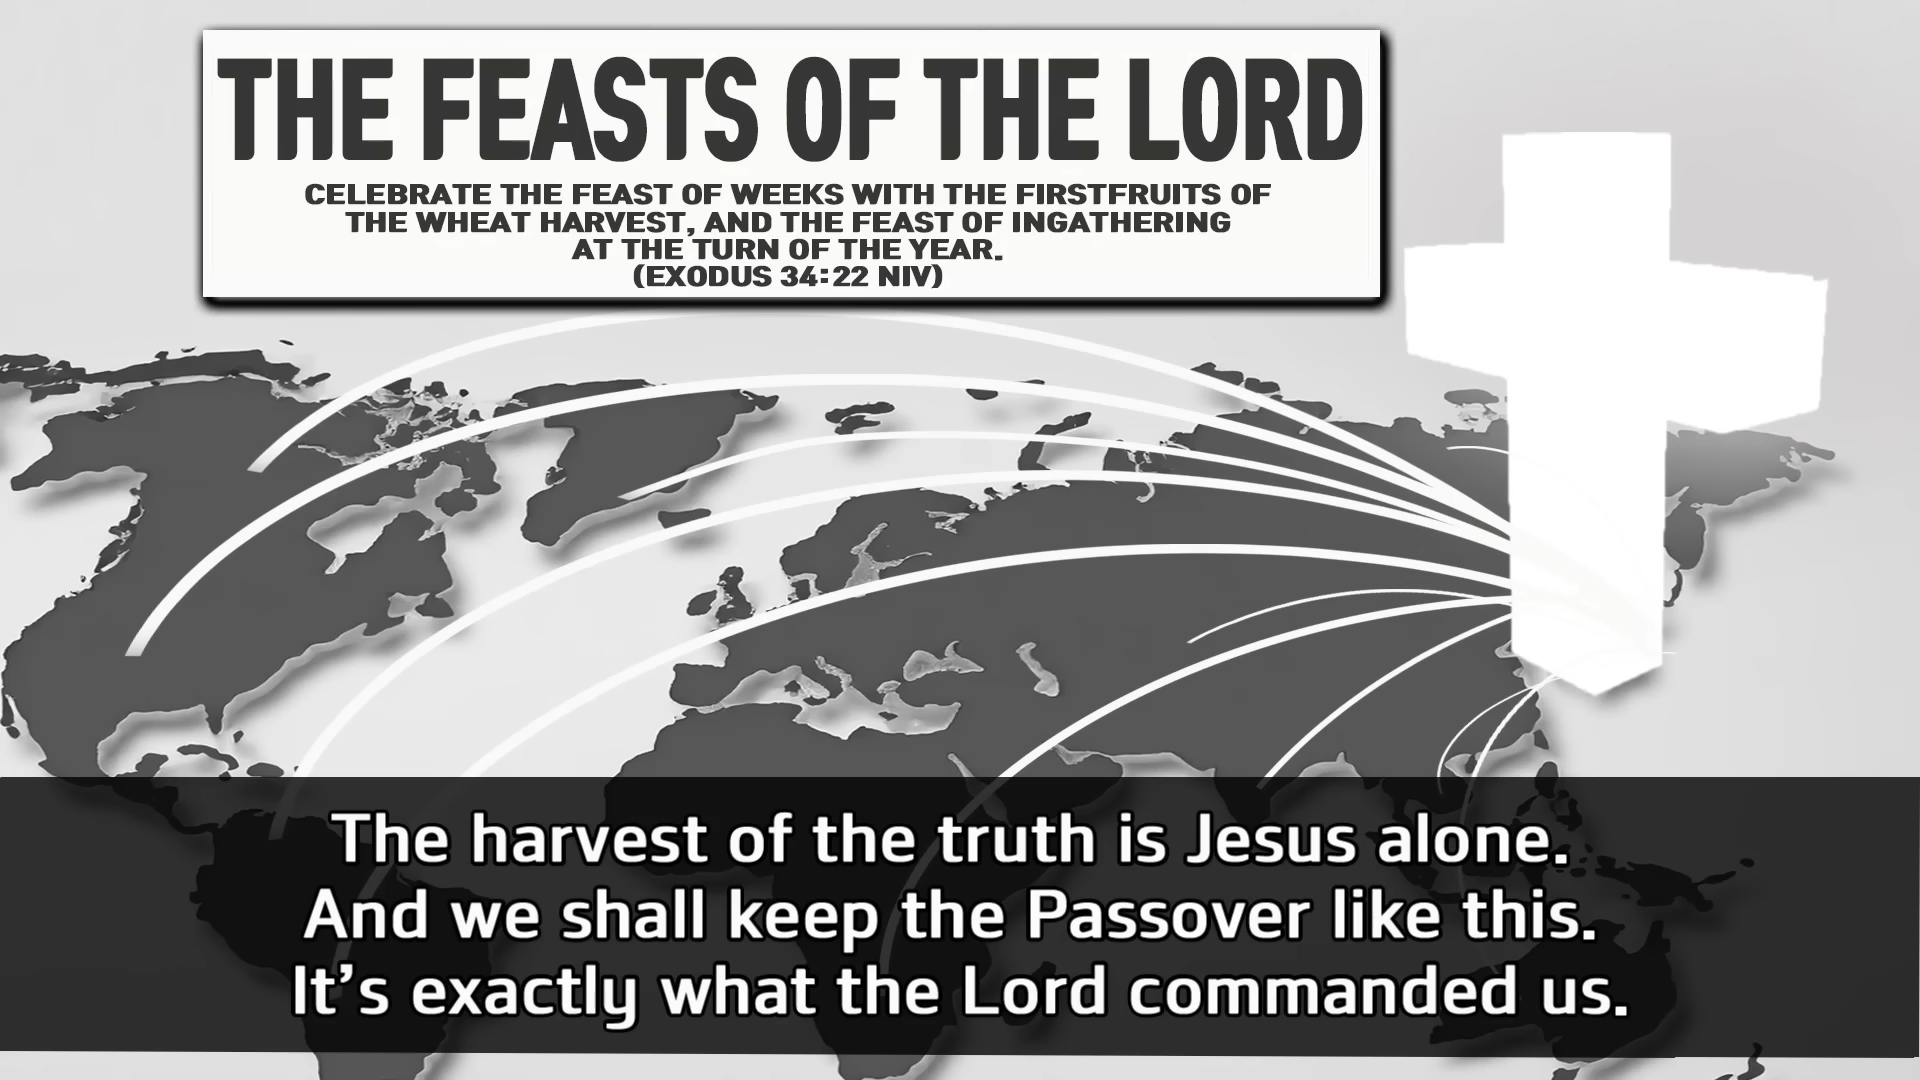 THE FEASTS OF THE LORD
CELEBRATE THE FEAST OF WEEKS WITH THE FIRSTFRUITS OF
THE WHEAT HARVEST, AND THE FEAST OF INGATHERING
AT THE TURN OF THE YEAR.
(EXODUS 34:22 NIV)
The harvest of the truth is Jesus alone.
And we shall keep the Passover like this.
It’s exactly what the Lord commanded us.